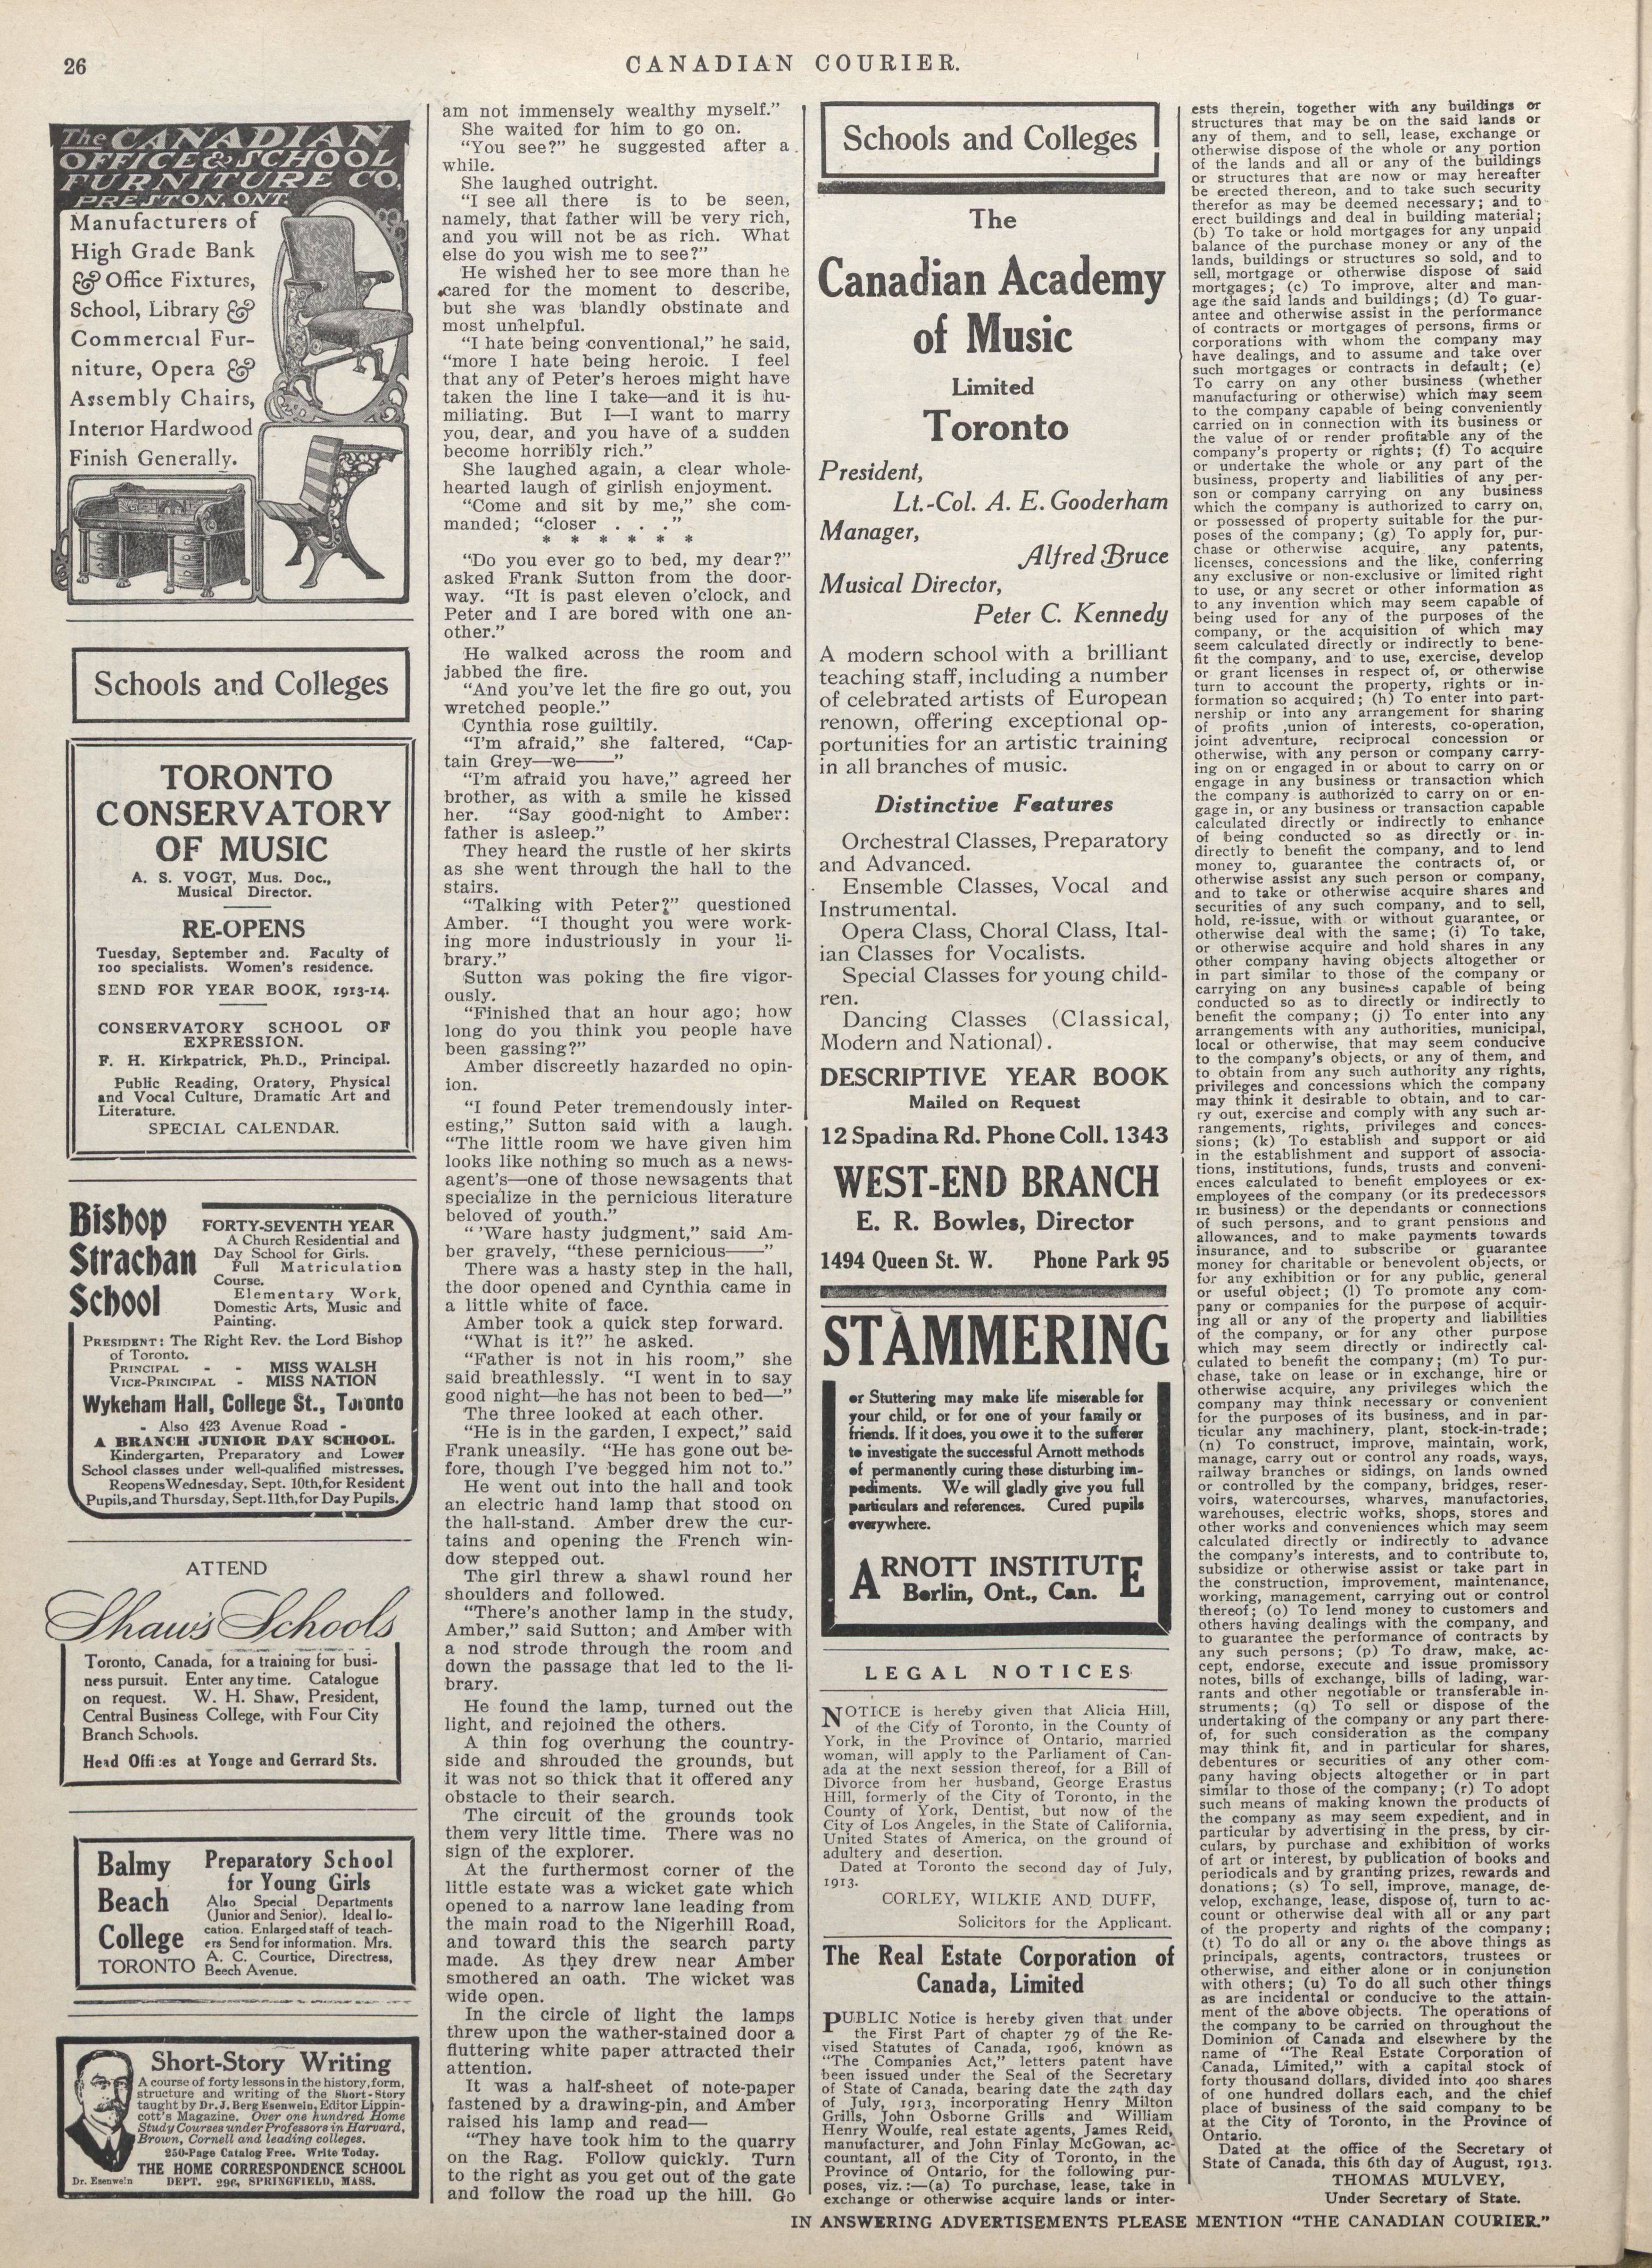 26
CANADIAN COURIER.
The CANADIAN
OFFICE & SCHOOL
FURNITURE CO.
PRESTON, ONT.
Manufacturers of
High Grade Bank
& Office Fixtures,
School, Library &
Commercial Fur-
niture, Opera &
Assembly Chairs,
Interior Hardwood
Finish Generally.
Schools and Colleges
TORONTO
CONSERVATORY
OF MUSIC
A. S. VOGT, Mus. Doc.,
Musical Director.
RE-OPENS
Tuesday, September 2nd. Faculty of
100 specialists. Women's residence.
SEND FOR YEAR BOOK, 1913-14.
CONSERVATORY SCHOOL OF
EXPRESSION.
F. H. Kirkpatrick, Ph.D., Principal.
Public Reading, Oratory, Physical
and Vocal Culture, Dramatic Art and
Literature.
SPECIAL CALENDAR.
Bishop
Strachan
School
FORTY-SEVENTH YEAR
A Church Residential and
Day School for Girls.
Full Matriculation
Course.
Elementary Work,
Domestic Arts, Music and
Painting.
PRESIDENT: The Right Rev. the Lord Bishop
of Toronto.
PRINCIPAL - - MISS WALSH
VICE-PRINCIPAL - MISS NATION
Wykeham Hall, College St., Toronto
- Also 423 Avenue Road -
A BRANCH JUNIOR DAY SCHOOL.
Kindergarten, Preparatory and Lower
School classes under well-qualified mistresses.
Reopens Wednesday, Sept. 10th, for Resident
Pupils, and Thursday, Sept. 11th, for Day Pupils.
ATTEND
Shaw's Schools
Toronto, Canada, for a training for busi-
ness pursuit. Enter any time. Catalogue
on request. W. H. Shaw, President,
Central Business College, with Four City
Branch Schools.
Head Offices at Yonge and Gerrard Sts.
Balmy
Beach
College
TORONTO
Preparatory School
for Young Girls
Also Special Departments
(Junior and Senior). Ideal lo-
cation. Enlarged staff of teach-
ers Send for information. Mrs.
A. C. Courtice, Directress,
Beech Avenue.
Short-Story Writing
A course of forty lessons in the history, form,
structure and writing of the Short-Story
taught by Dr. J. Berg Esenwein, Editor Lippin-
cott's Magazine. Over one hundred Home
Study Courses under Professors in Harvard,
Brown, Cornell and leading colleges.
250-Page Catalog Free. Write Today.
THE HOME CORRESPONDENCE SCHOOL
DEPT. 296, SPRINGFIELD, MASS.
Dr. Esenwein
am not immensely wealthy myself."
She waited for him to go on.
"You see?" he suggested after a
while.
She laughed outright.
"I see all there is to be seen,
namely, that father will be very rich,
and you will not be as rich. What
else do you wish me to see?"
He wished her to see more than he
cared for the moment to describe,
but she was blandly obstinate and
most unhelpful.
"I hate being conventional," he said,
"more I hate being heroic. I feel
that any of Peter's heroes might have
taken the line I take—and it is hu-
miliating. But I—I want to marry
you, dear, and you have of a sudden
become horribly rich."
She laughed again, a clear whole-
hearted laugh of girlish enjoyment.
"Come and sit by me," she com-
manded; "closer . . ."
* * * * * *
"Do you ever go to bed, my dear?"
asked Frank Sutton from the door-
way. "It is past eleven o'clock, and
Peter and I are bored with one an-
other."
He walked across the room and
jabbed the fire.
"And you've let the fire go out, you
wretched people."
Cynthia rose guiltily.
"I'm afraid," she faltered, "Cap-
tain Grey—we——"
"I'm afraid you have," agreed her
brother, as with a smile he kissed
her. "Say good-night to Amber:
father is asleep."
They heard the rustle of her skirts
as she went through the hall to the
stairs.
"Talking with Peter?" questioned
Amber. "I thought you were work-
ing more industriously in your li-
brary."
Sutton was poking the fire vigor-
ously.
"Finished that an hour ago; how
long do you think you people have
been gassing?"
Amber discreetly hazarded no opin-
ion.
"I found Peter tremendously inter-
esting," Sutton said with a laugh.
"The little room we have given him
looks like nothing so much as a news-
agent's—one of those newsagents that
specialize in the pernicious literature
beloved of youth."
" 'Ware hasty judgment," said Am-
ber gravely, "these pernicious——"
There was a hasty step in the hall,
the door opened and Cynthia came in
a little white of face.
Amber took a quick step forward.
"What is it?" he asked.
"Father is not in his room," she
said breathlessly. "I went in to say
good night—he has not been to bed—"
The three looked at each other.
"He is in the garden, I expect," said
Frank uneasily. "He has gone out be-
fore, though I've begged him not to."
He went out into the hall and took
an electric hand lamp that stood on
the hall-stand. Amber drew the cur-
tains and opening the French win-
dow stepped out.
The girl threw a shawl round her
shoulders and followed.
"There's another lamp in the study,
Amber," said Sutton; and Amber with
a nod strode through the room and
down the passage that led to the li-
brary.
He found the lamp, turned out the
light, and rejoined the others.
A thin fog overhung the country-
side and shrouded the grounds, but
it was not so thick that it offered any
obstacle to their search.
The circuit of the grounds took
them very little time. There was no
sign of the explorer.
At the furthermost corner of the
little estate was a wicket gate which
opened to a narrow lane leading from
the main road to the Nigerhill Road,
and toward this the search party
made. As they drew near Amber
smothered an oath. The wicket was
wide open.
In the circle of light the lamps
threw upon the wather-stained door a
fluttering white paper attracted their
attention.
It was a half-sheet of note-paper
fastened by a drawing-pin, and Amber
raised his lamp and read—
"They have took him to the quarry
on the Rag. Follow quickly. Turn
to the right as you get out of the gate
and follow the road up the hill. Go
Schools and Colleges
The
Canadian Academy
of Music
Limited
Toronto
President,
Lt.-Col. A. E. Gooderham
Manager,
Alfred Bruce
Musical Director,
Peter C. Kennedy
A modern school with a brilliant
teaching staff, including a number
of celebrated artists of European
renown, offering exceptional op-
portunities for an artistic training
in all branches of music.
Distinctive Features
Orchestral Classes, Preparatory
and Advanced.
Ensemble Classes, Vocal and
Instrumental.
Opera Class, Choral Class, Ital-
ian Classes for Vocalists.
Special Classes for young child-
ren.
Dancing Classes (Classical,
Modern and National).
DESCRIPTIVE YEAR BOOK
Mailed on Request
12 Spadina Rd. Phone Coll. 1343
WEST-END BRANCH
E. R. Bowles, Director
1494 Queen St. W. Phone Park 95
STAMMERING
or Stuttering may make life miserable for
your child, or for one of your family or
friends. If it does, you owe it to the sufferer
to investigate the successful Arnott methods
of permanently curing these disturbing im-
pediments. We will gladly give you full
particulars and references. Cured pupils
everywhere.
ARNOTT INSTITUTE
Berlin, Ont., Can.
LEGAL NOTICES
NOTICE is hereby given that Alicia Hill,
of the City of Toronto, in the County of
York, in the Province of Ontario, married
woman, will apply to the Parliament of Can-
ada at the next session thereof, for a Bill of
Divorce from her husband, George Erastus
Hill, formerly of the City of Toronto, in the
County of York, Dentist, but now of the
City of Los Angeles, in the State of California,
United States of America, on the ground of
adultery and desertion.
Dated at Toronto the second day of July,
1913.
CORLEY, WILKIE AND DUFF,
Solicitors for the Applicant.
The Real Estate Corporation of
Canada, Limited
PUBLIC Notice is hereby given that under
the First Part of chapter 79 of the Re-
vised Statutes of Canada, 1906, known as
"The Companies Act," letters patent have
been issued under the Seal of the Secretary
of State of Canada, bearing date the 24th day
of July, 1913, incorporating Henry Milton
Grills, John Osborne Grills and William
Henry Woulfe, real estate agents, James Reid,
manufacturer, and John Finlay McGowan, ac-
countant, all of the City of Toronto, in the
Province of Ontario, for the following pur-
poses, viz.:—(a) To purchase, lease, take in
exchange or otherwise acquire lands or inter-
ests therein, together with any buildings or
structures that may be on the said lands or
any of them, and to sell, lease, exchange or
otherwise dispose of the whole or any portion
of the lands and all or any of the buildings
or structures that are now or may hereafter
be erected thereon, and to take such security
therefor as may be deemed necessary; and to
erect buildings and deal in building material;
(b) To take or hold mortgages for any unpaid
balance of the purchase money or any of the
lands, buildings or structures so sold, and to
sell, mortgage or otherwise dispose of said
mortgages; (c) To improve, alter and man-
age the said lands and buildings; (d) To guar-
antee and otherwise assist in the performance
of contracts or mortgages of persons, firms or
corporations with whom the company may
have dealings, and to assume and take over
such mortgages or contracts in default; (e)
To carry on any other business (whether
manufacturing or otherwise) which may seem
to the company capable of being conveniently
carried on in connection with its business or
the value of or render profitable any of the
company's property or rights; (f) To acquire
or undertake the whole or any part of the
business, property and liabilities of any per-
son or company carrying on any business
which the company is authorized to carry on,
or possessed of property suitable for the pur-
poses of the company; (g) To apply for, pur-
chase or otherwise acquire, any patents,
licenses, concessions and the like, conferring
any exclusive or non-exclusive or limited right
to use, or any secret or other information as
to any invention which may seem capable of
being used for any of the purposes of the
company, or the acquisition of which may
seem calculated directly or indirectly to bene-
fit the company, and to use, exercise, develop
or grant licenses in respect of, or otherwise
turn to account the property, rights or in-
formation so acquired; (h) To enter into part-
nership or into any arrangement for sharing
of profits ,union of interests, co-operation,
joint adventure, reciprocal concession or
otherwise, with any person or company carry-
ing on or engaged in or about to carry on or
engage in any business or transaction which
the company is authorized to carry on or en-
gage in, or any business or transaction capable
calculated directly or indirectly to enhance
of being conducted so as directly or in-
directly to benefit the company, and to lend
money to, guarantee the contracts of, or
otherwise assist any such person or company,
and to take or otherwise acquire shares and
securities of any such company, and to sell,
hold, re-issue, with or without guarantee, or
otherwise deal with the same; (i) To take,
or otherwise acquire and hold shares in any
other company having objects altogether or
in part similar to those of the company or
carrying on any business capable of being
conducted so as to directly or indirectly to
benefit the company; (j) To enter into any
arrangements with any authorities, municipal,
local or otherwise, that may seem conducive
to the company's objects, or any of them, and
to obtain from any such authority any rights,
privileges and concessions which the company
may think it desirable to obtain, and to car-
ry out, exercise and comply with any such ar-
rangements, rights, privileges and conces-
sions; (k) To establish and support or aid
in the establishment and support of associa-
tions, institutions, funds, trusts and conveni-
ences calculated to benefit employees or ex-
employees of the company (or its predecessors
in business) or the dependants or connections
of such persons, and to grant pensions and
allowances, and to make payments towards
insurance, and to subscribe or guarantee
money for charitable or benevolent objects, or
for any exhibition or for any public, general
or useful object; (l) To promote any com-
pany or companies for the purpose of acquir-
ing all or any of the property and liabilities
of the company, or for any other purpose
which may seem directly or indirectly cal-
culated to benefit the company; (m) To pur-
chase, take on lease or in exchange, hire or
otherwise acquire, any privileges which the
company may think necessary or convenient
for the purposes of its business, and in par-
ticular any machinery, plant, stock-in-trade;
(n) To construct, improve, maintain, work,
manage, carry out or control any roads, ways,
railway branches or sidings, on lands owned
or controlled by the company, bridges, reser-
voirs, watercourses, wharves, manufactories,
warehouses, electric works, shops, stores and
other works and conveniences which may seem
calculated directly or indirectly to advance
the company's interests, and to contribute to,
subsidize or otherwise assist or take part in
the construction, improvement, maintenance,
working, management, carrying out or control
thereof; (o) To lend money to customers and
others having dealings with the company, and
to guarantee the performance of contracts by
any such persons; (p) To draw, make, ac-
cept, endorse, execute and issue promissory
notes, bills of exchange, bills of lading, war-
rants and other negotiable or transferable in-
struments; (q) To sell or dispose of the
undertaking of the company or any part there-
of, for such consideration as the company
may think fit, and in particular for shares,
debentures or securities of any other com-
pany having objects altogether or in part
similar to those of the company; (r) To adopt
such means of making known the products of
the company as may seem expedient, and in
particular by advertising in the press, by cir-
culars, by purchase and exhibition of works
of art or interest, by publication of books and
periodicals and by granting prizes, rewards and
donations; (s) To sell, improve, manage, de-
velop, exchange, lease, dispose of, turn to ac-
count or otherwise deal with all or any part
of the property and rights of the company;
(t) To do all or any of the above things as
principals, agents, contractors, trustees or
otherwise, and either alone or in conjunction
with others; (u) To do all such other things
as are incidental or conducive to the attain-
ment of the above objects. The operations of
the company to be carried on throughout the
Dominion of Canada and elsewhere by the
name of "The Real Estate Corporation of
Canada, Limited," with a capital stock of
forty thousand dollars, divided into 400 shares
of one hundred dollars each, and the chief
place of business of the said company to be
at the City of Toronto, in the Province of
Ontario.
Dated at the office of the Secretary of
State of Canada, this 6th day of August, 1913.
THOMAS MULVEY,
Under Secretary of State.
IN ANSWERING ADVERTISEMENTS PLEASE MENTION "THE CANADIAN COURIER."